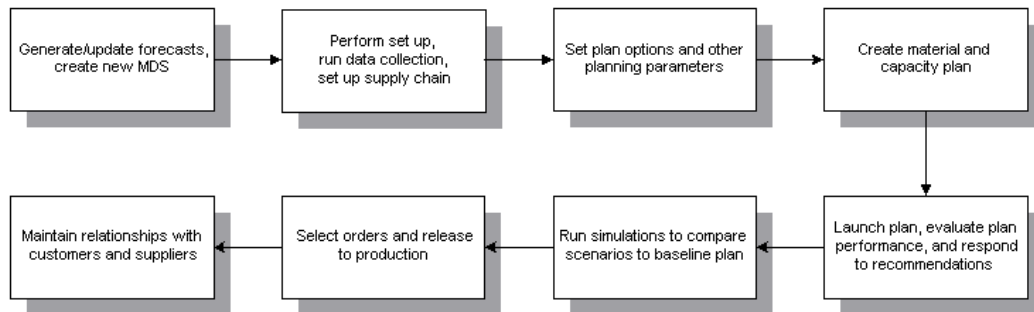 Generate/update forecasts,
create new MDS
Perform set up,
run data collection,
set up supply chain
Set plan options and other
planning parameters
Create material and
capacity plan
Launch plan, evaluate plan
performance, and respond
to recommendations
Run simulations to compare
scenarios to baseline plan
Select orders and release
to production
Maintain relationships with
customers and suppliers